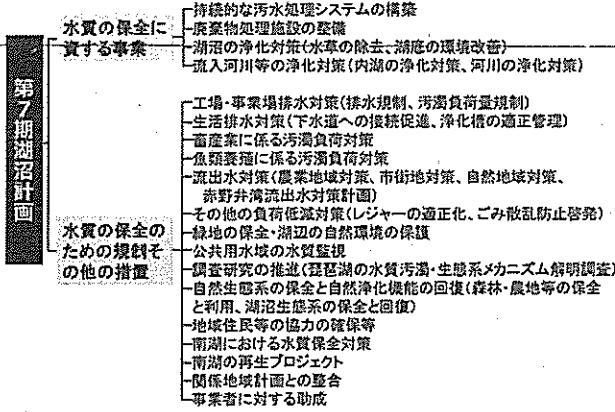 第7期湖沼計画
水質の保全に
資する事業
持続的な汚水処理システムの構築
廃棄物処理施設の整備
湖沼の浄化対策(水草の除去、湖底の環境改善)
流入河川等の浄化対策(内湖の浄化対策、河川の浄化対策)
水質の保全の
ための規制そ
の他の措置
工場・事業場排水対策(排水規制、汚濁負荷量規制)
生活排水対策(下水道への接続促進、浄化槽の適正管理)
畜産業に係る汚濁負荷対策
魚類養殖に係る汚濁負荷対策
流出水対策(農業地域対策、市街地対策、自然地域対策、
赤野井湾流出水対策計画)
その他の負荷低減対策(レジャーの適正化、ごみ散乱防止啓発)
緑地の保全・湖辺の自然環境の保護
公共用水域の水質監視
調査研究の推進(琵琶湖の水質汚濁・生態系メカニズム解明調査)
自然生態系の保全と自然浄化機能の回復(森林・農地等の保全
と利用、湖沼生態系の保全と回復)
地域住民等の協力の確保等
南湖における水質保全対策
南湖の再生プロジェクト
関係地域計画との整合
事業者に対する助成